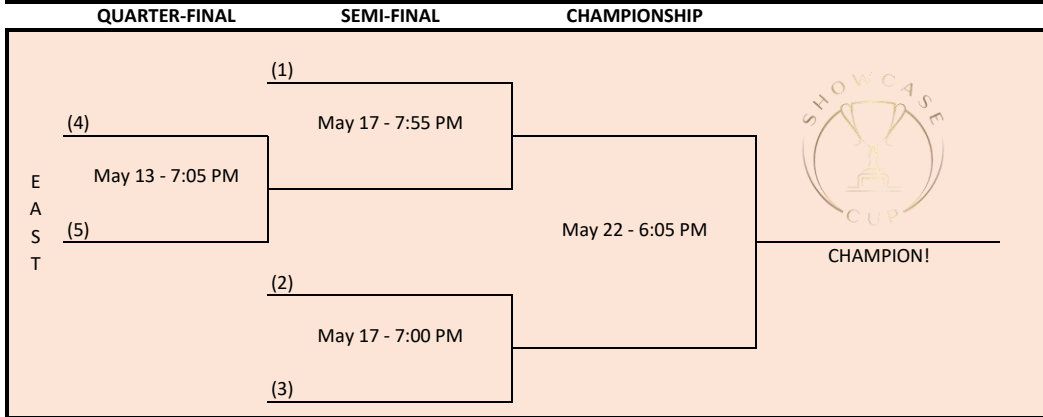 QUARTER-FINAL SEMI-FINAL CHAMPIONSHIP
(1)
SHOWCASE
(4)
May 17 - 7:55 PM
May 13 - 7:05 PM
EAST
CUP
(5)
May 22 - 6:05 PM
CHAMPION!
(2)
May 17 - 7:00 PM
(3)